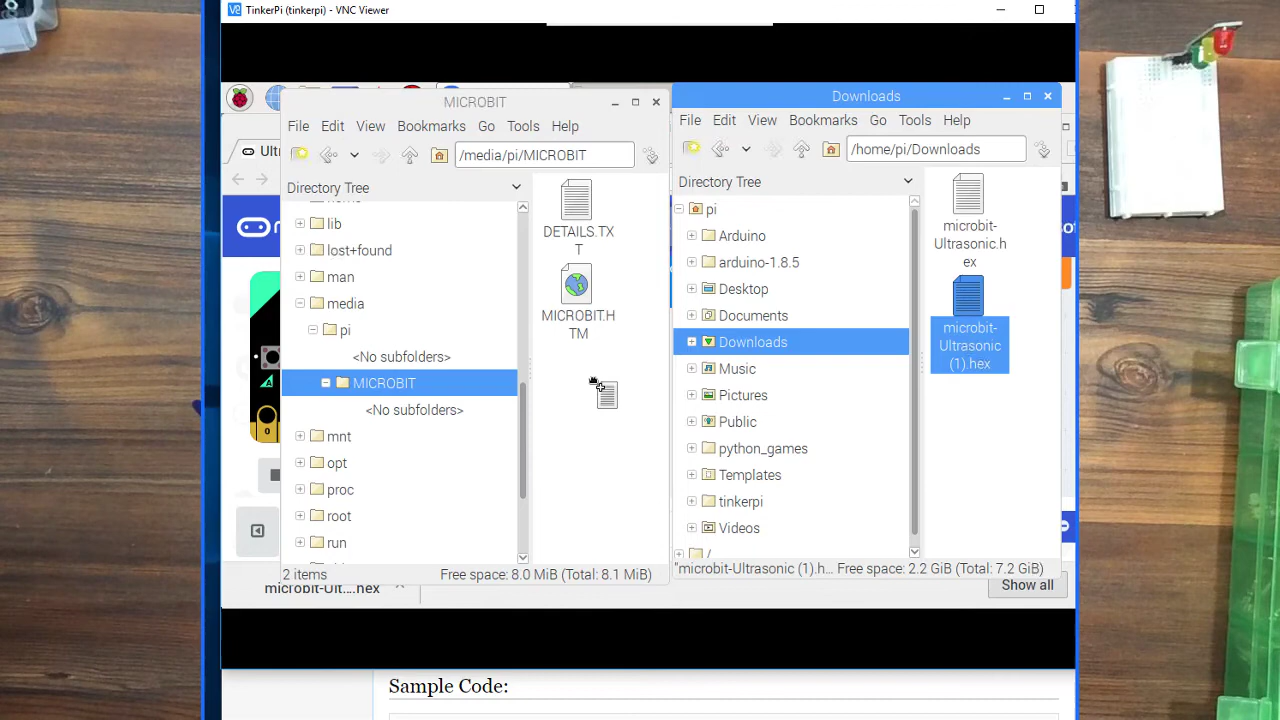 TinkerPi (tinkerpi) - VNC Viewer
MICROBIT
File Edit View Bookmarks Go Tools Help
/media/pi/MICROBIT
Directory Tree
lib
lost+found
man
media
pi
<No subfolders>
MICROBIT
<No subfolders>
mnt
opt
proc
root
run
DETAILS.TX
T
MICROBIT.H
TM
2 items
Free space: 8.0 MiB (Total: 8.1 MiB)
Downloads
File Edit View Bookmarks Go Tools Help
/home/pi/Downloads
Directory Tree
pi
Arduino
arduino-1.8.5
Desktop
Documents
Downloads
Music
Pictures
Public
python_games
Templates
tinkerpi
Videos
/
microbit-
Ultrasonic.h
ex
microbit-
Ultrasonic
(1).hex
"microbit-Ultrasonic (1).h... Free space: 2.2 GiB (Total: 7.2 GiB)
Ult
microbit-Ult....hex
Show all
Sample Code: